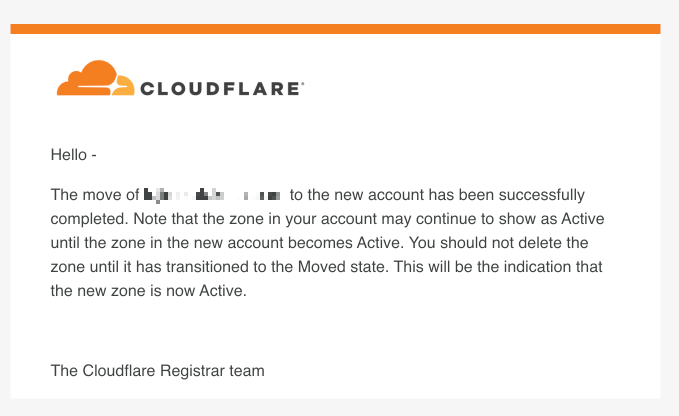 CLOUDFLARE
Hello -
The move of to the new account has been successfully
completed. Note that the zone in your account may continue to show as Active
until the zone in the new account becomes Active. You should not delete the
zone until it has transitioned to the Moved state. This will be the indication that
the new zone is now Active.
The Cloudflare Registrar team